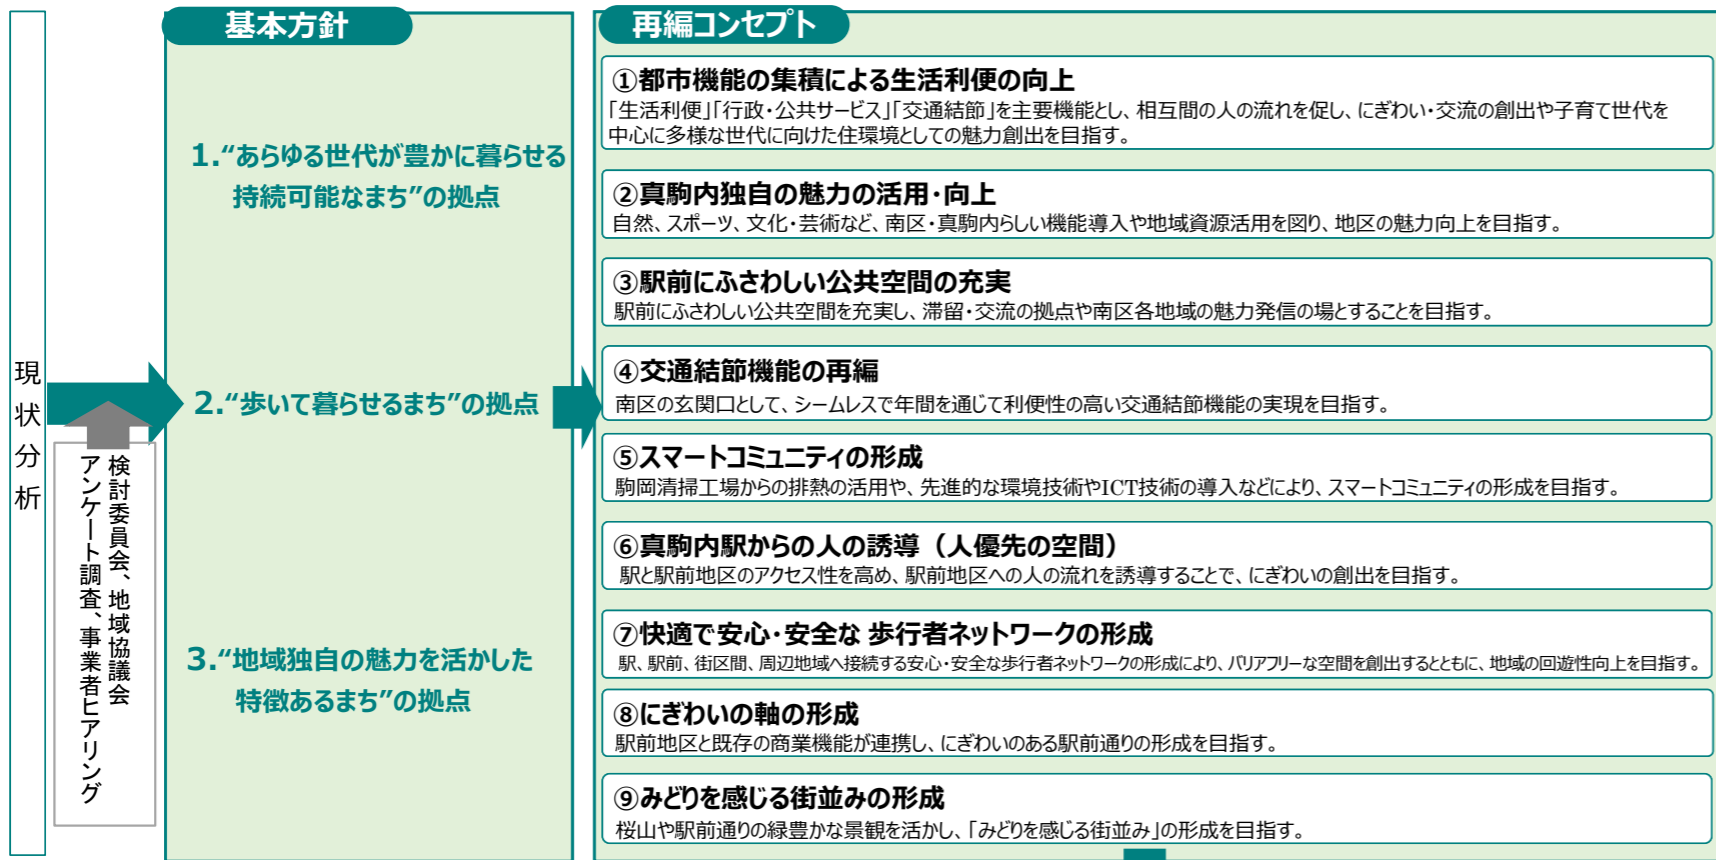 現状分析
検討委員会、地域協議会
アンケート調査、事業者ヒアリング
基本方針
1.“あらゆる世代が豊かに暮らせる
持続可能なまち”の拠点
2.“歩いて暮らせるまち”の拠点
3.“地域独自の魅力を活かした
特徴あるまち”の拠点
再編コンセプト
①都市機能の集積による生活利便の向上
「生活利便」「行政・公共サービス」「交通結節」を主要機能とし、相互間の人の流れを促し、にぎわい・交流の創出や子育て世代を
中心に多様な世代に向けた住環境としての魅力創出を目指す。
②真駒内独自の魅力の活用・向上
自然、スポーツ、文化・芸術など、南区・真駒内らしい機能導入や地域資源活用を図り、地区の魅力向上を目指す。
③駅前にふさわしい公共空間の充実
駅前にふさわしい公共空間を充実し、滞留・交流の拠点や南区各地域の魅力発信の場とすることを目指す。
④交通結節機能の再編
南区の玄関口として、シームレスで年間を通じて利便性の高い交通結節機能の実現を目指す。
⑤スマートコミュニティの形成
駒岡清掃工場からの排熱の活用や、先進的な環境技術やICT技術の導入などにより、スマートコミュニティの形成を目指す。
⑥真駒内駅からの人の誘導（人優先の空間）
駅と駅前地区のアクセス性を高め、駅前地区への人の流れを誘導することで、にぎわいの創出を目指す。
⑦快適で安心・安全な 歩行者ネットワークの形成
駅、駅前、街区間、周辺地域へ接続する安心・安全な歩行者ネットワークの形成により、バリアフリーな空間を創出するとともに、地域の回遊性向上を目指す。
⑧にぎわいの軸の形成
駅前地区と既存の商業機能が連携し、にぎわいのある駅前通りの形成を目指す。
⑨みどりを感じる街並みの形成
桜山や駅前通りの緑豊かな景観を活かし、「みどりを感じる街並み」の形成を目指す。